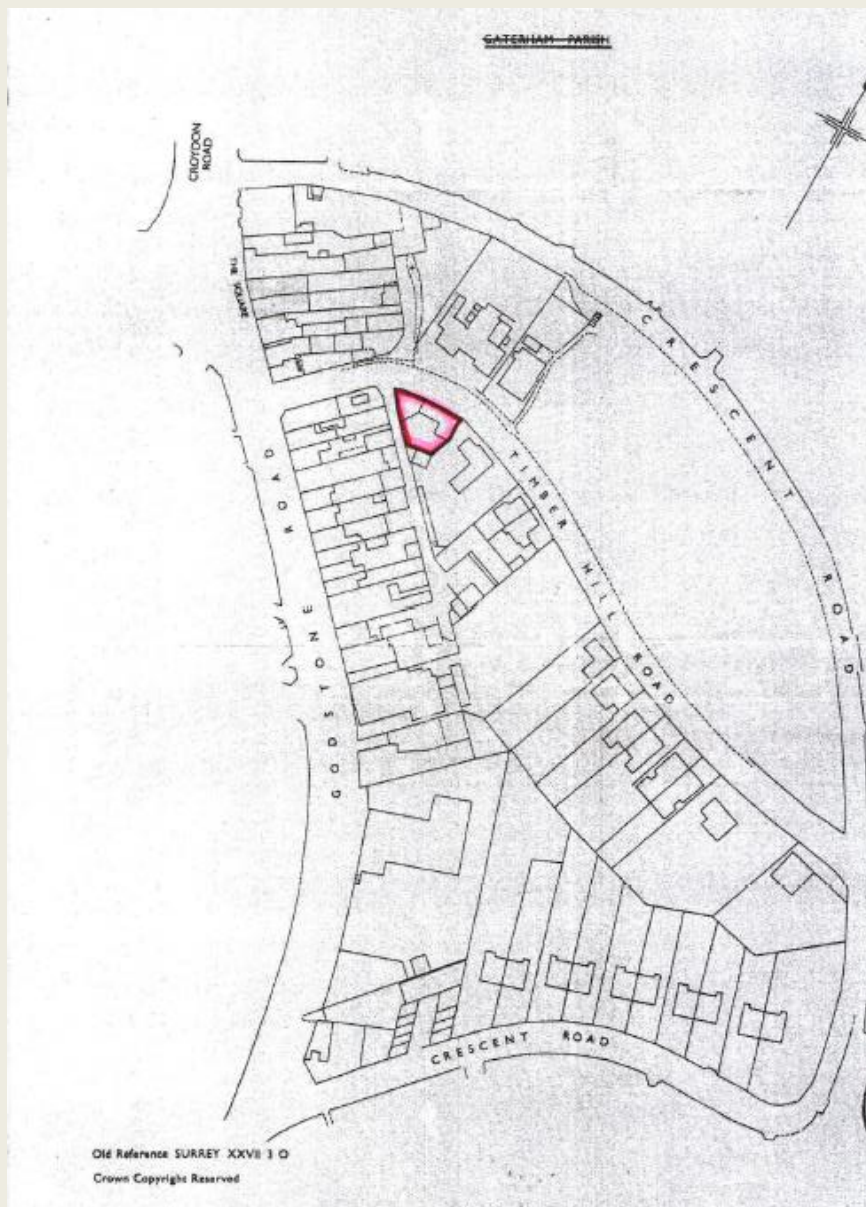 CATERHAM PARISH
CROYDON
ROAD
THE SQUARE
CRESCENT ROAD
TIMBER HILL ROAD
GODSTONE ROAD
CRESCENT ROAD
Old Reference SURREY XXVII 3 O
Crown Copyright Reserved